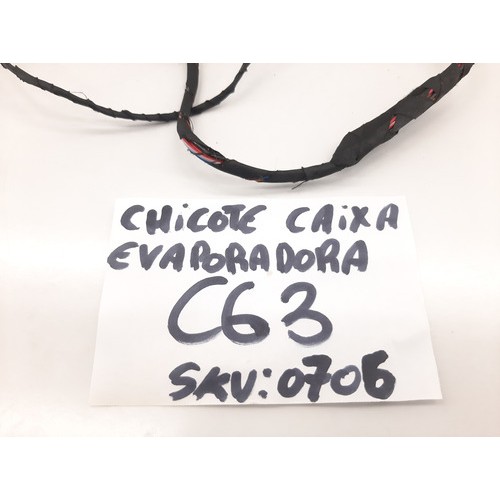 CHICOTE CAIXA
EVAPORADORA
C63
SKU: 0706